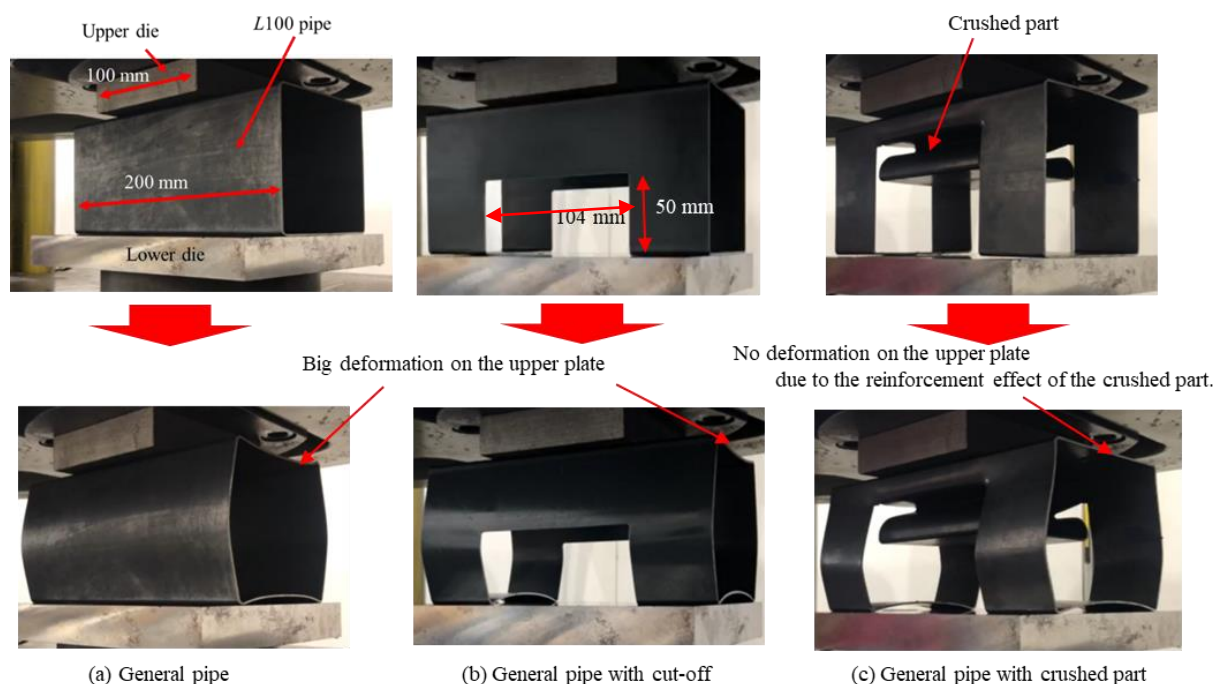 Upper die
L100 pipe
100 mm
200 mm
Lower die
104 mm
50 mm
Crushed part
Big deformation on the upper plate
No deformation on the upper plate
due to the reinforcement effect of the crushed part.
(a) General pipe
(b) General pipe with cut-off
(c) General pipe with crushed part